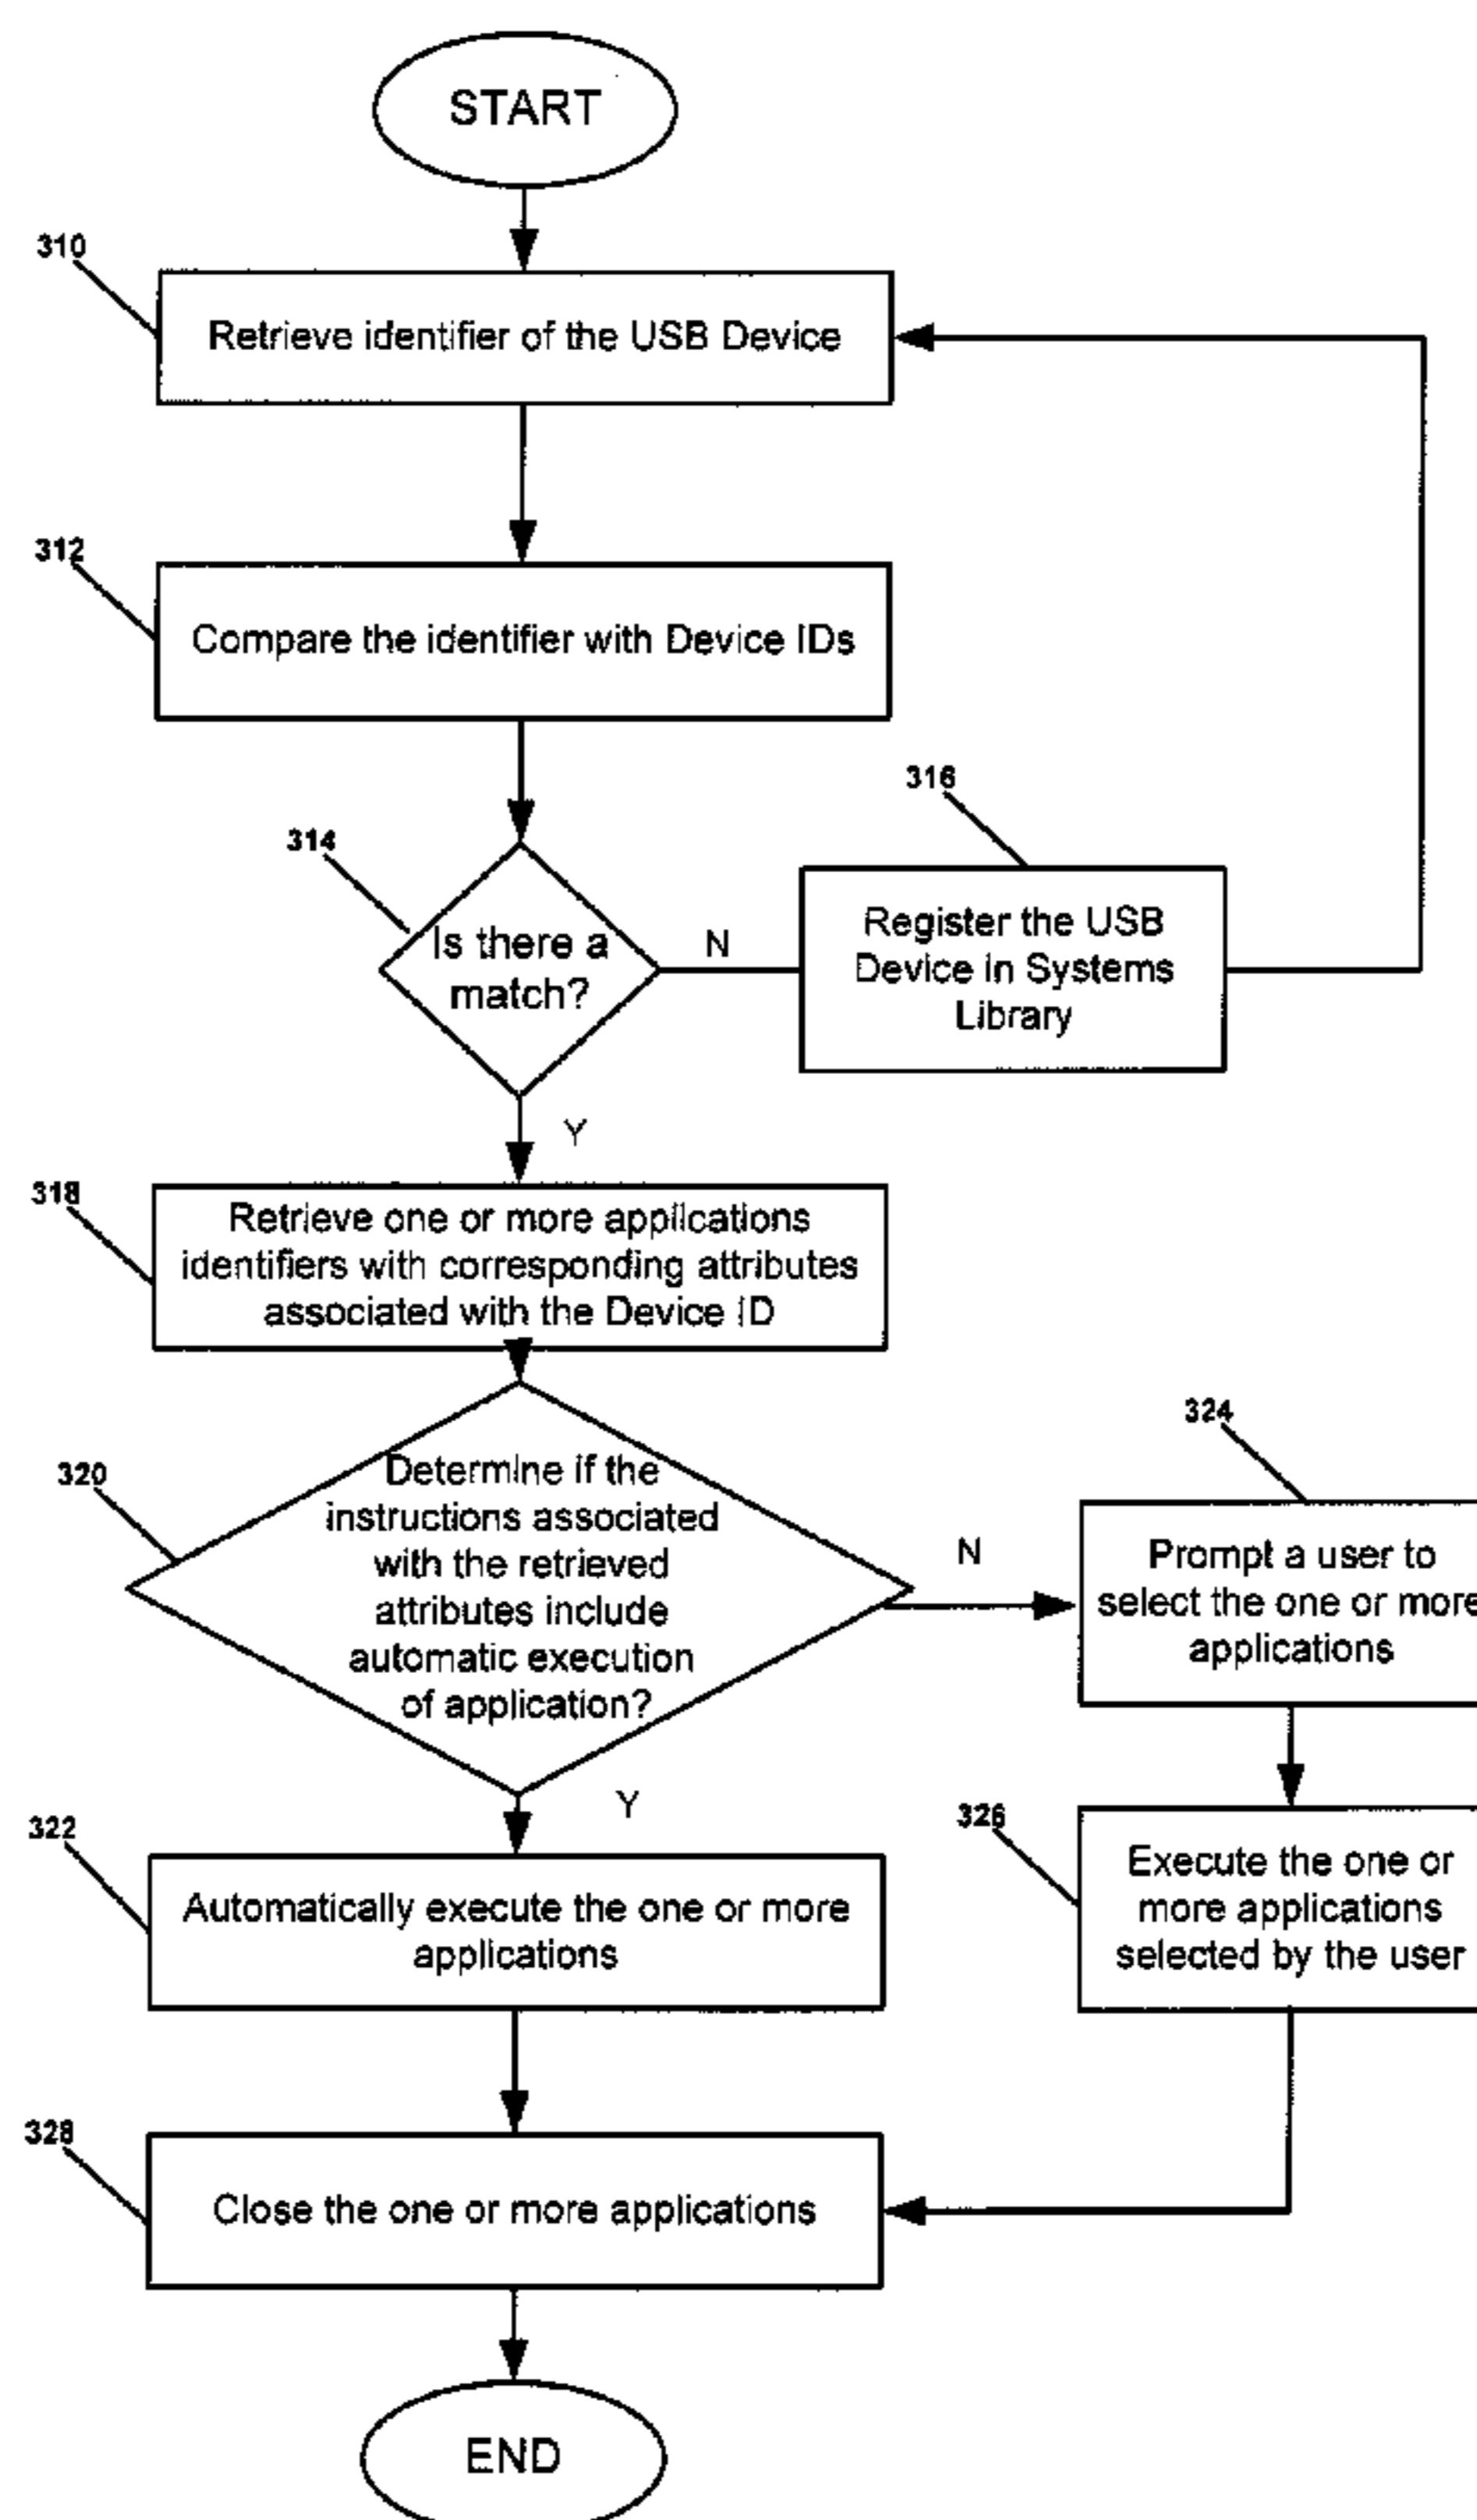 START
310
Retrieve identifier of the USB Device
312
Compare the identifier with Device IDs
314
Is there a
match?
N
316
Register the USB
Device in Systems
Library
Y
318
Retrieve one or more applications
identifiers with corresponding attributes
associated with the Device ID
320
Determine if the
instructions associated
with the retrieved
attributes include
automatic execution
of application?
N
324
Prompt a user to
select the one or more
applications
Y
322
Automatically execute the one or more
applications
326
Execute the one or
more applications
selected by the user
328
Close the one or more applications
END